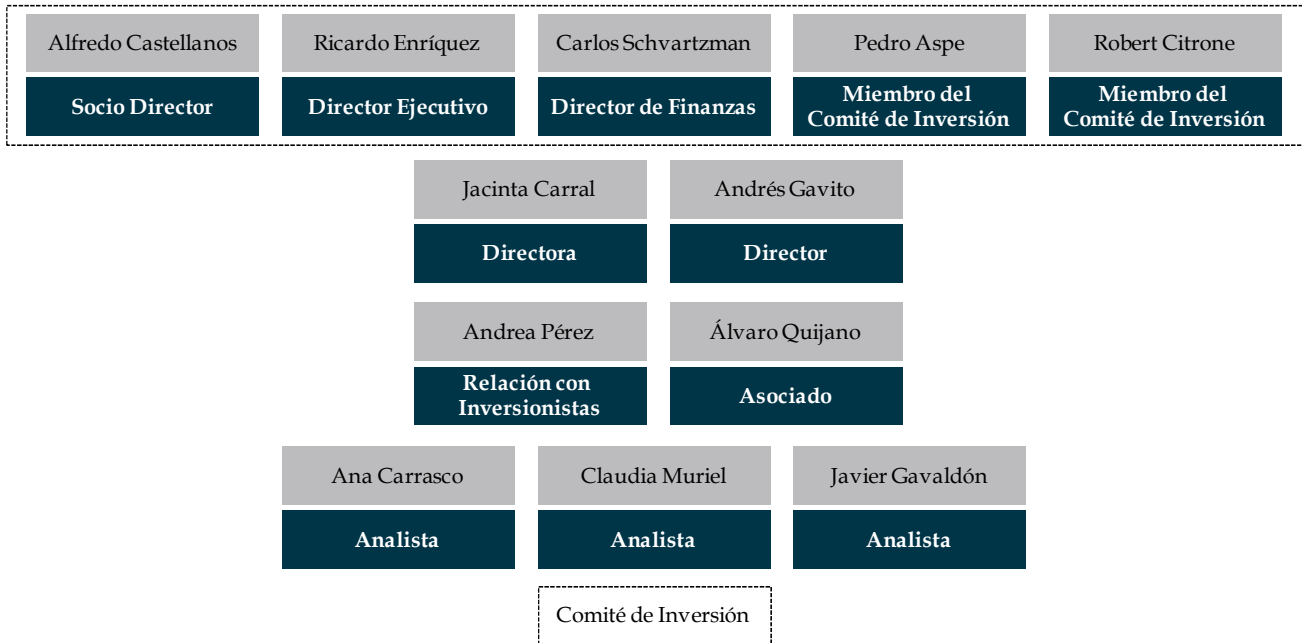 Alfredo Castellanos
Ricardo Enríquez
Carlos Schvartzman
Pedro Aspe
Robert Citrone
Socio Director
Director Ejecutivo
Director de Finanzas
Miembro del
Comité de Inversión
Miembro del
Comité de Inversión
Jacinta Carral
Andrés Gavito
Directora
Director
Andrea Pérez
Álvaro Quijano
Relación con
Inversionistas
Asociado
Ana Carrasco
Claudia Muriel
Javier Gavaldón
Analista
Analista
Analista
Comité de Inversión